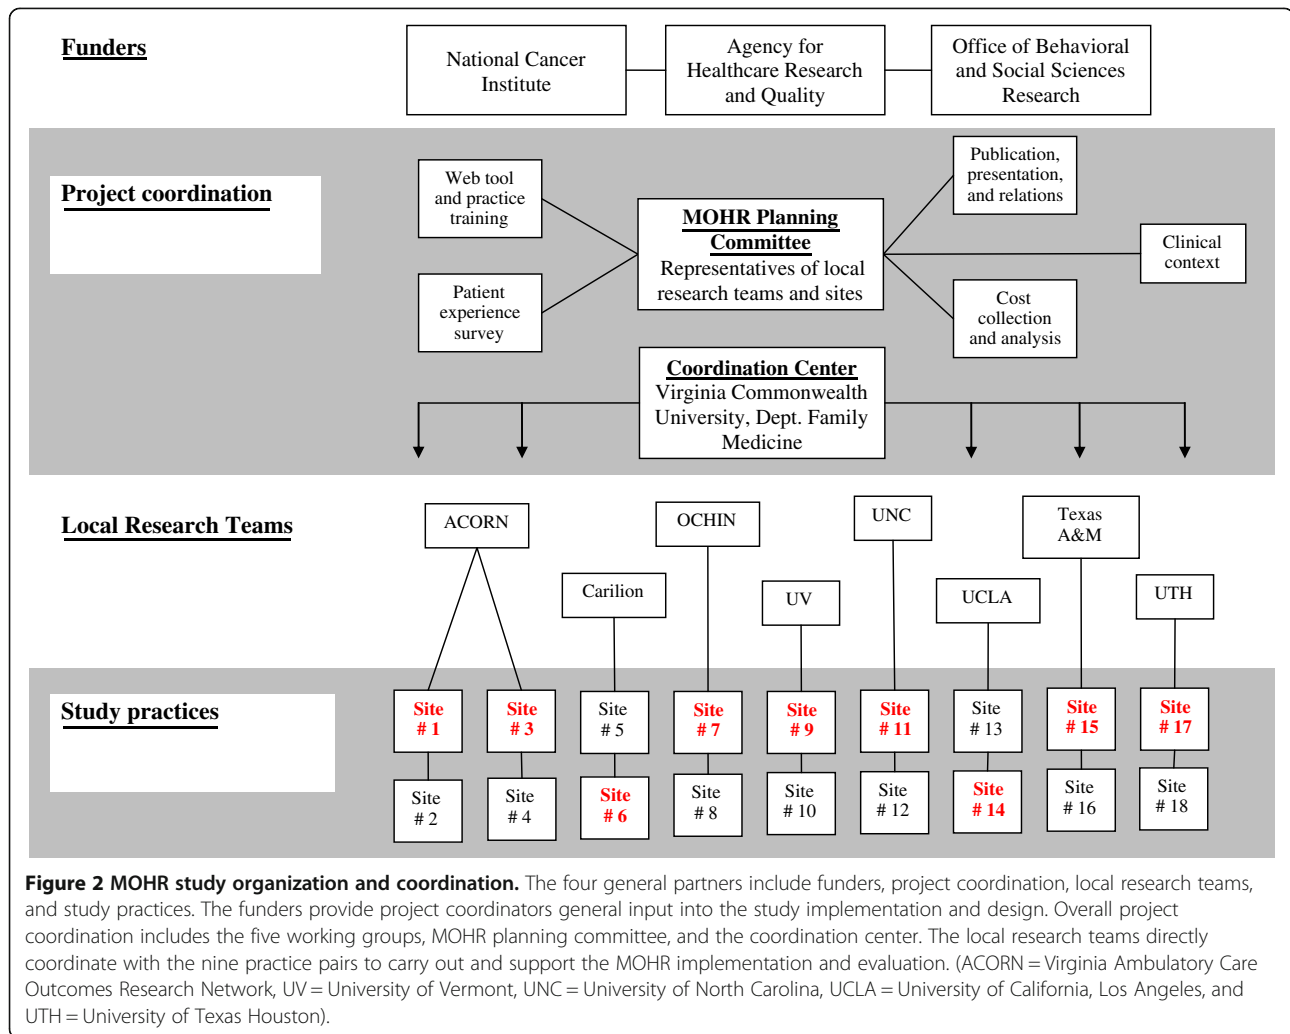 Funders
National Cancer
Institute
Agency for
Healthcare Research
and Quality
Office of Behavioral
and Social Sciences
Research
Project coordination
Web tool
and practice
training
Patient
experience
survey
MOHR Planning
Committee
Representatives of local
research teams and sites
Publication,
presentation,
and relations
Clinical
context
Cost
collection
and analysis
Coordination Center
Virginia Commonwealth
University, Dept. Family
Medicine
Local Research Teams
ACORN
OCHIN
UNC
Texas
A&M
Carilion
UV
UCLA
UTH
Study practices
Site
# 1
Site
# 3
Site
# 5
Site
# 7
Site
# 9
Site
# 11
Site
# 13
Site
# 15
Site
# 17
Site
# 2
Site
# 4
Site
# 6
Site
# 8
Site
# 10
Site
# 12
Site
# 14
Site
# 16
Site
# 18
Figure 2 MOHR study organization and coordination. The four general partners include funders, project coordination, local research teams,
and study practices. The funders provide project coordinators general input into the study implementation and design. Overall project
coordination includes the five working groups, MOHR planning committee, and the coordination center. The local research teams directly
coordinate with the nine practice pairs to carry out and support the MOHR implementation and evaluation. (ACORN = Virginia Ambulatory Care
Outcomes Research Network, UV = University of Vermont, UNC = University of North Carolina, UCLA = University of California, Los Angeles, and
UTH = University of Texas Houston).